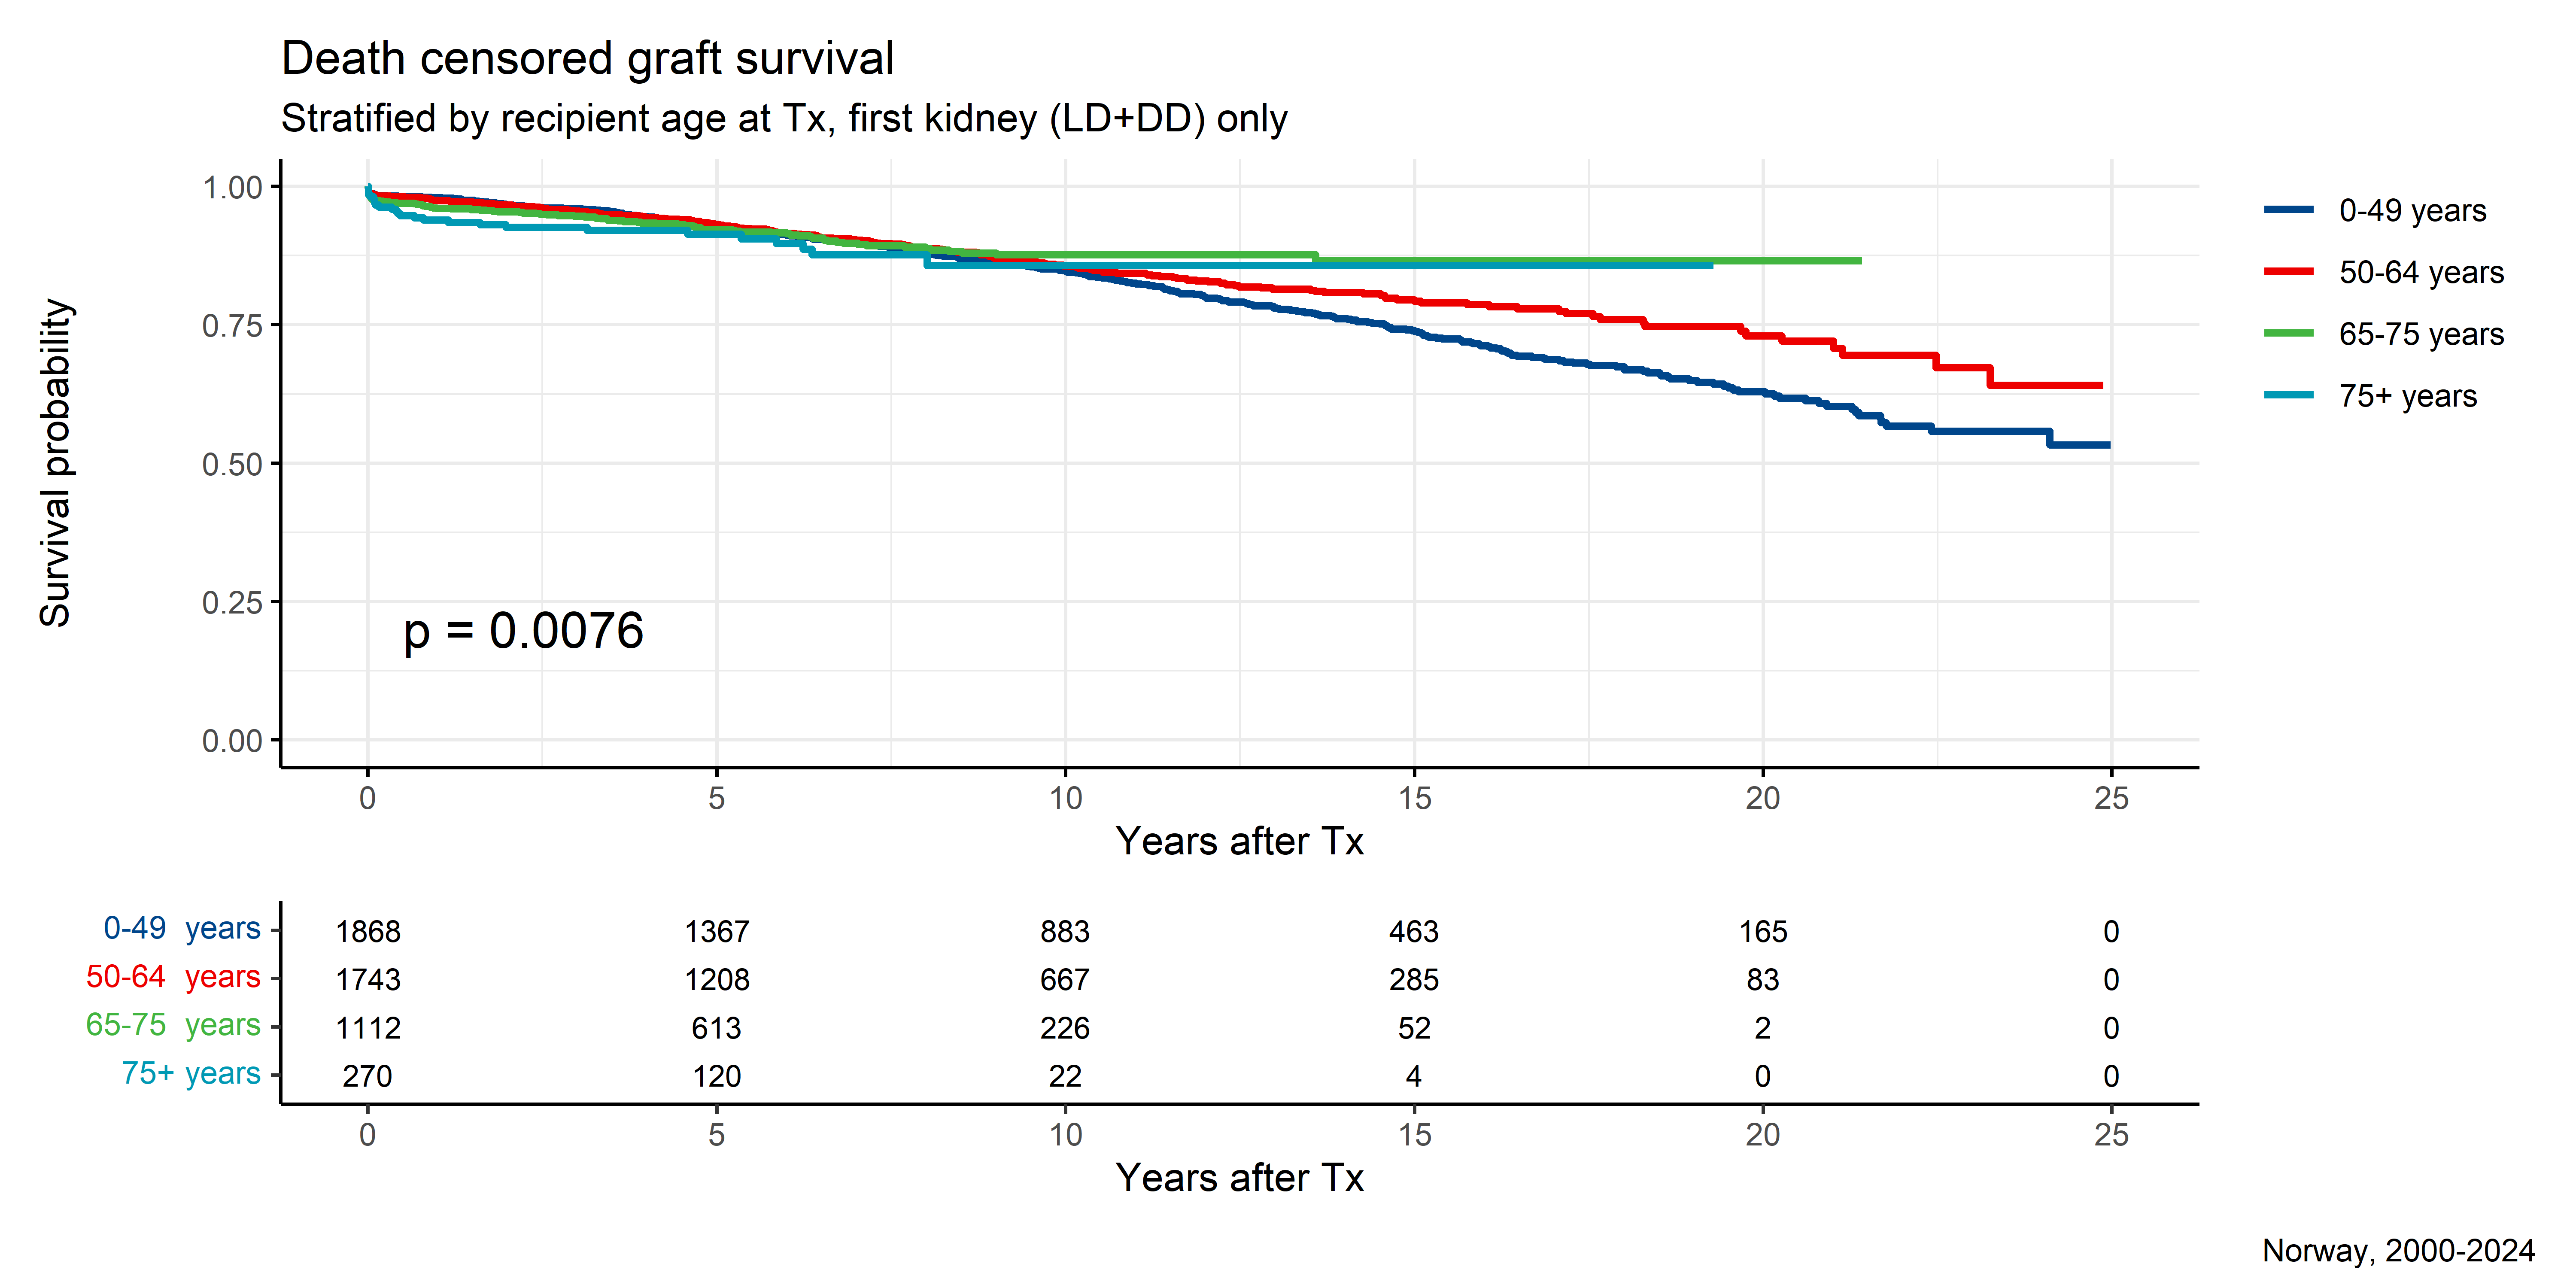 Death censored graft survival
Stratified by recipient age at Tx, first kidney (LD+DD) only
Survival probability
1.00
0.75
0.50
0.25
0.00
p = 0.0076
0 5 10 15 20 25
Years after Tx
0-49 years
50-64 years
65-75 years
75+ years
0-49 years 1868 1367 883 463 165 0
50-64 years 1743 1208 667 285 83 0
65-75 years 1112 613 226 52 2 0
75+ years 270 120 22 4 0 0
0 5 10 15 20 25
Years after Tx
Norway, 2000-2024